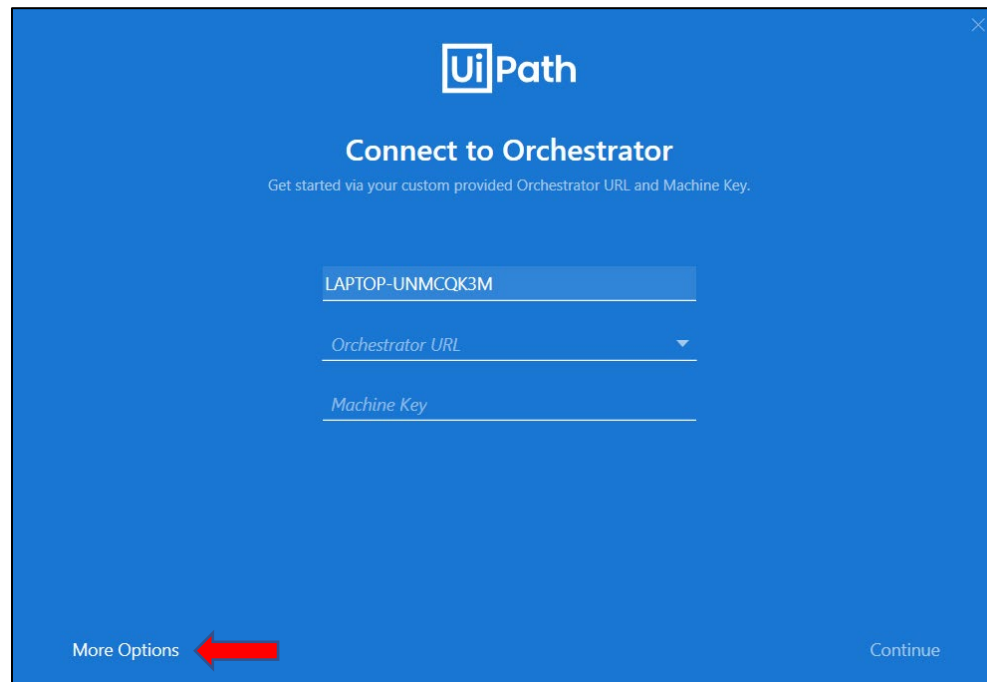 UiPath
Connect to Orchestrator
Get started via your custom provided Orchestrator URL and Machine Key.
LAPTOP-UNMCQK3M
Orchestrator URL
Machine Key
More Options
Continue